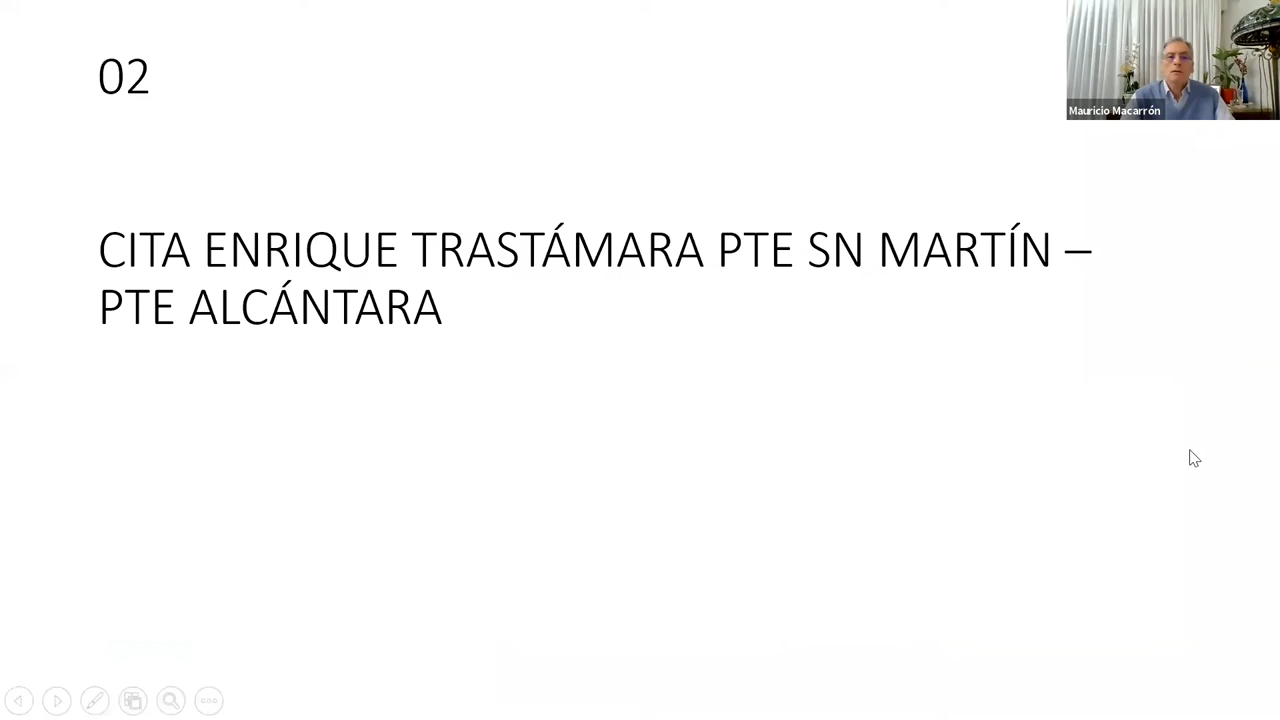 02
Mauricio Macarrón
CITA ENRIQUE TRASTÁMARA PTE SN MARTÍN –
PTE ALCÁNTARA